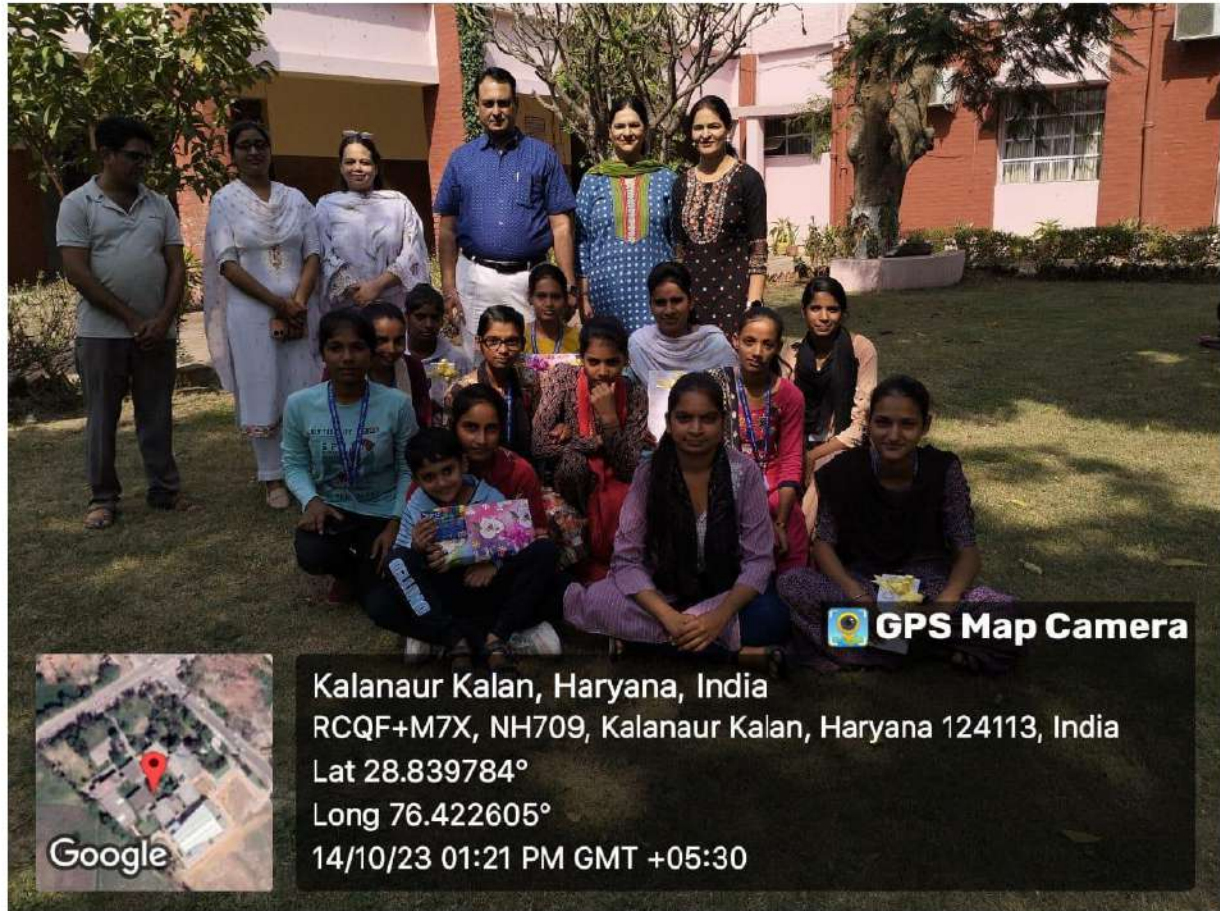 GPS Map Camera
Kalanaur Kalan, Haryana, India
RCQF+M7X, NH709, Kalanaur Kalan, Haryana 124113, India
Lat 28.839784°
Long 76.422605°
14/10/23 01:21 PM GMT +05:30
Google